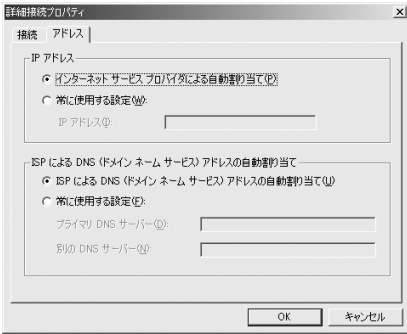 詳細接続プロパティ
接続 アドレス
IP アドレス
インターネット サービス プロバイダによる自動割り当て(P)
常に使用する設定(W):
IP アドレス(I):
ISP による DNS (ドメイン ネーム サービス) アドレスの自動割り当て
ISP による DNS (ドメイン ネーム サービス) アドレスの自動割り当て(U)
常に使用する設定(F):
プライマリ DNS サーバー(D):
別の DNS サーバー(N):
OK キャンセル